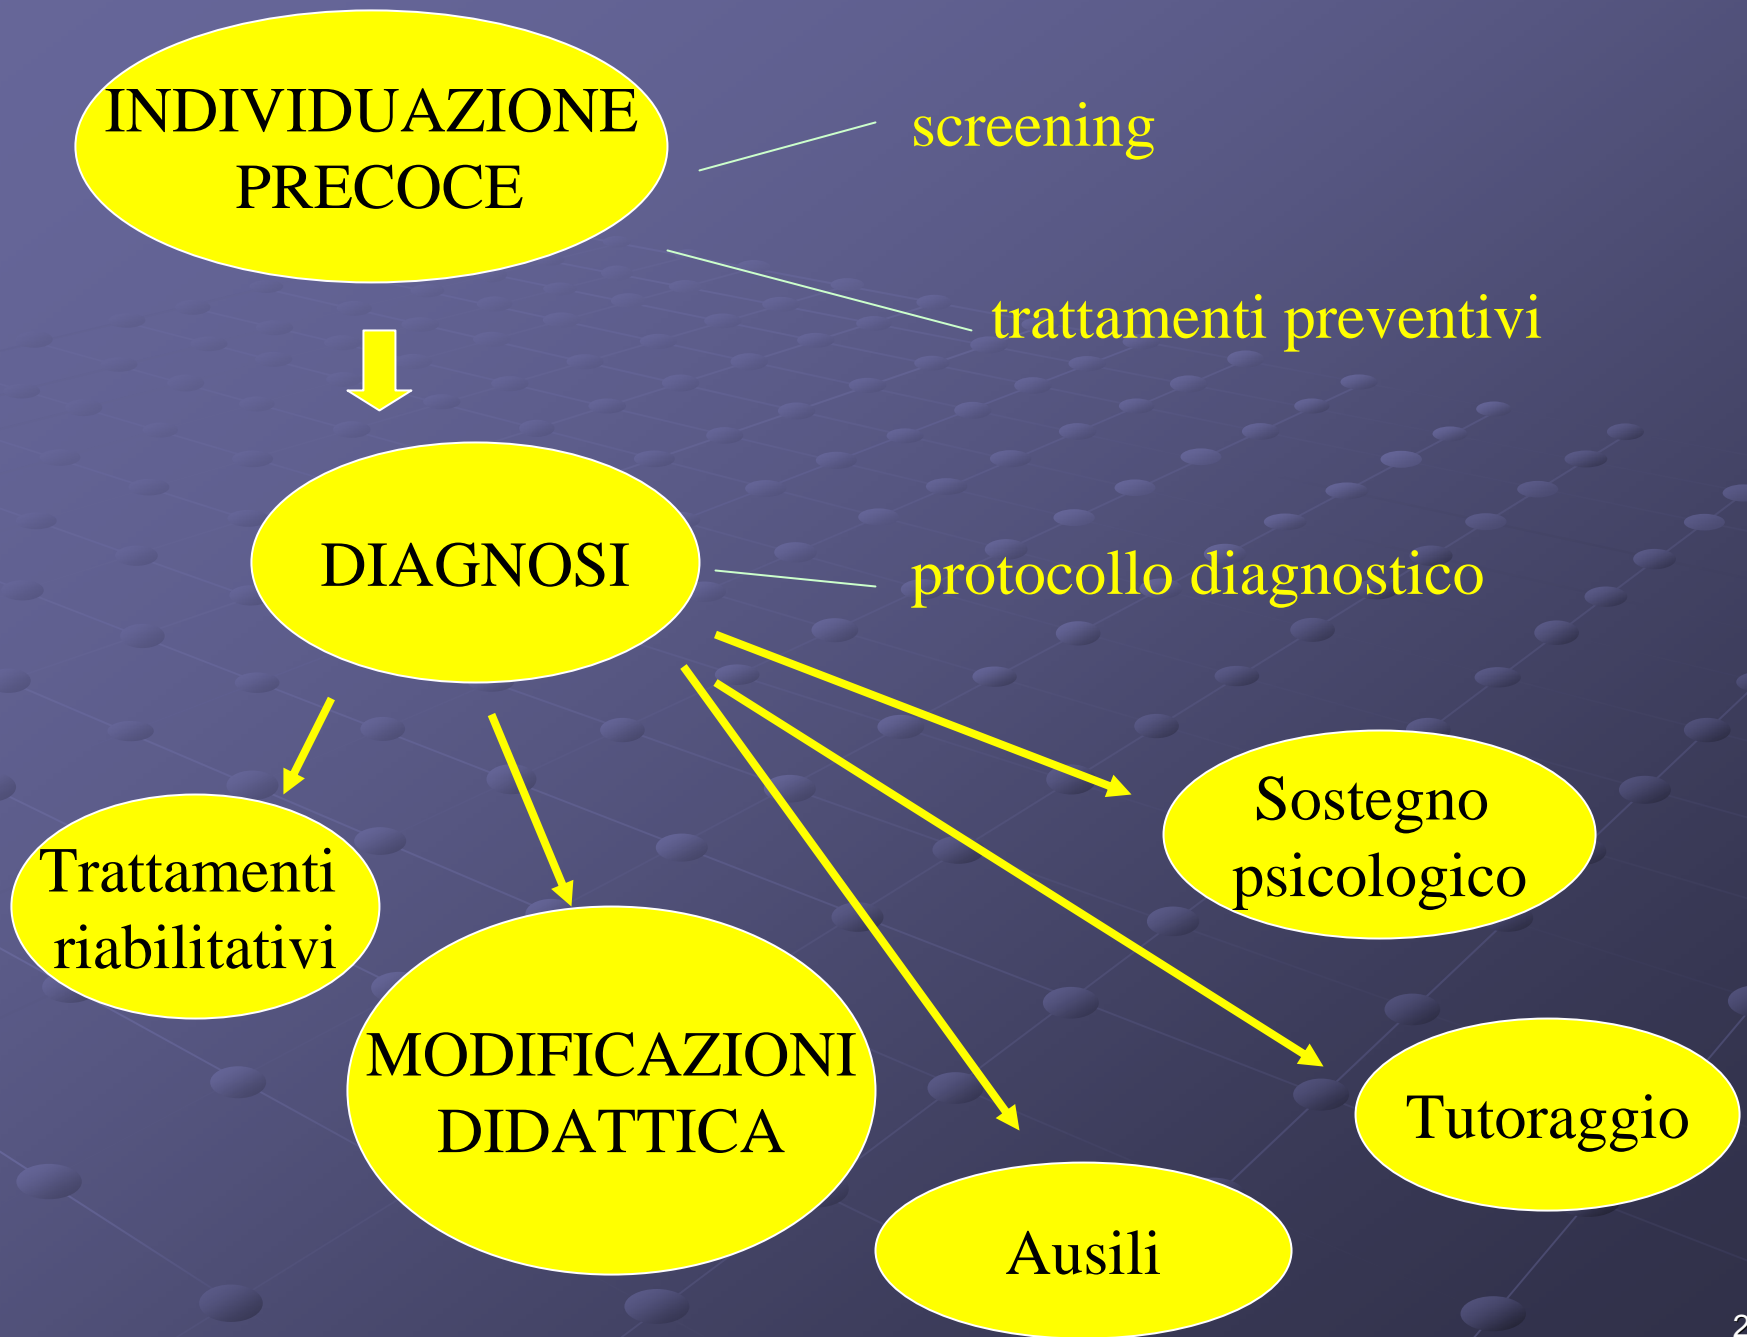 INDIVIDUAZIONE
PRECOCE
screening
trattamenti preventivi
DIAGNOSI
protocollo diagnostico
Sostegno
psicologico
Trattamenti
riabilitativi
MODIFICAZIONI
DIDATTICA
Tutoraggio
Ausili